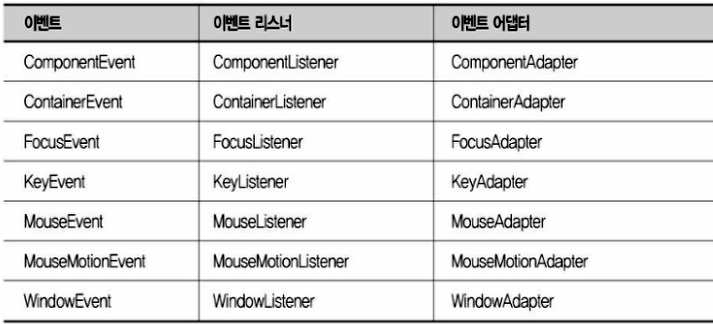 이벤트 이벤트 리스너 이벤트 어댑터
ComponentEvent ComponentListener ComponentAdapter
ContainerEvent ContainerListener ContainerAdapter
FocusEvent FocusListener FocusAdapter
KeyEvent KeyListener KeyAdapter
MouseEvent MouseListener MouseAdapter
MouseMotionEvent MouseMotionListener MouseMotionAdapter
WindowEvent WindowListener WindowAdapter